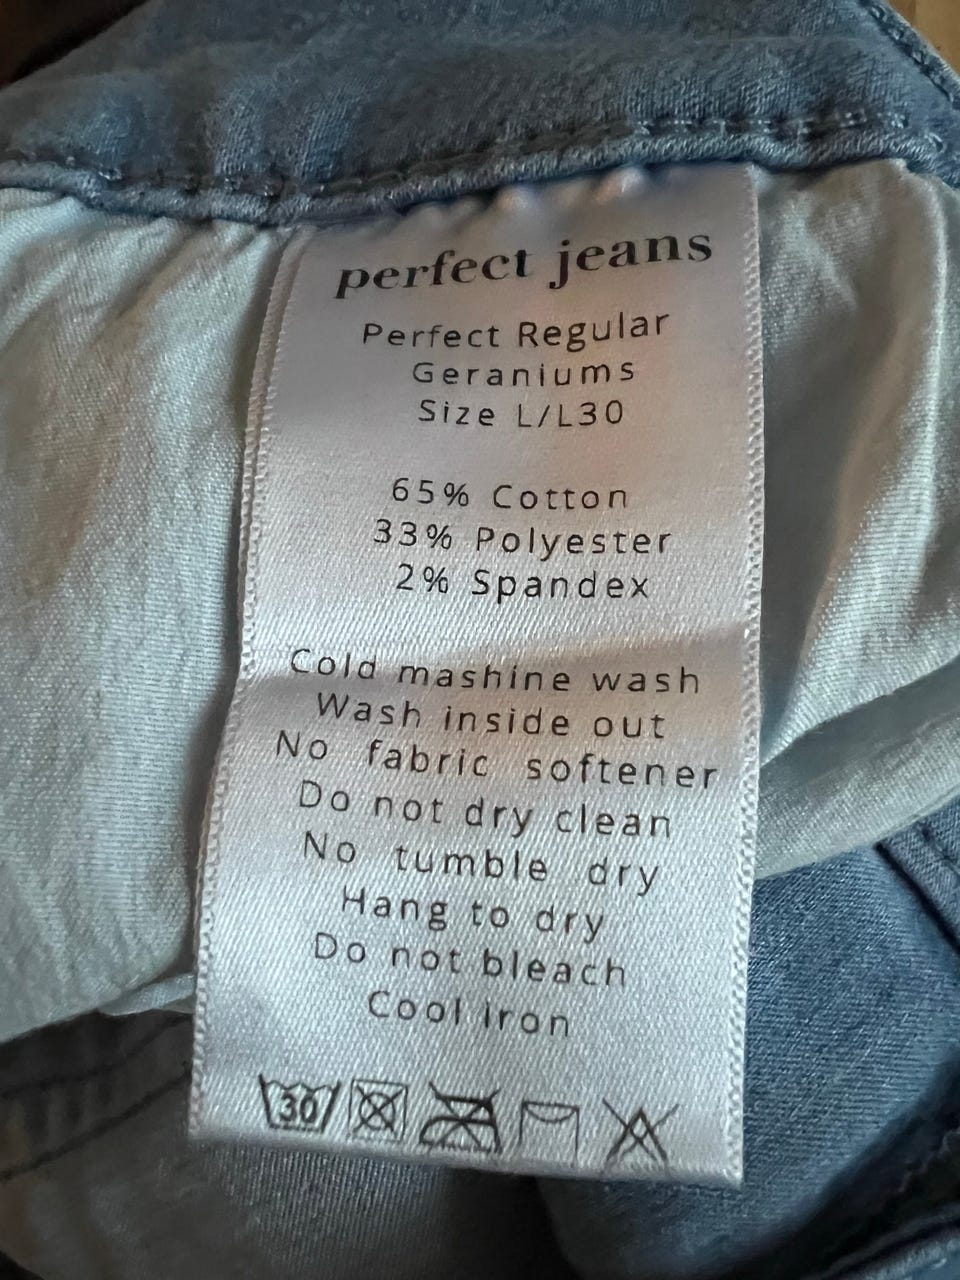 perfect jeans
Perfect Regular
Geraniums
Size L/L30
65% Cotton
33% Polyester
2% Spandex
Cold mashine wash
Wash inside out
No fabric softener
Do not dry clean
No tumble dry
Hang to dry
Do not bleach
Cool iron
30